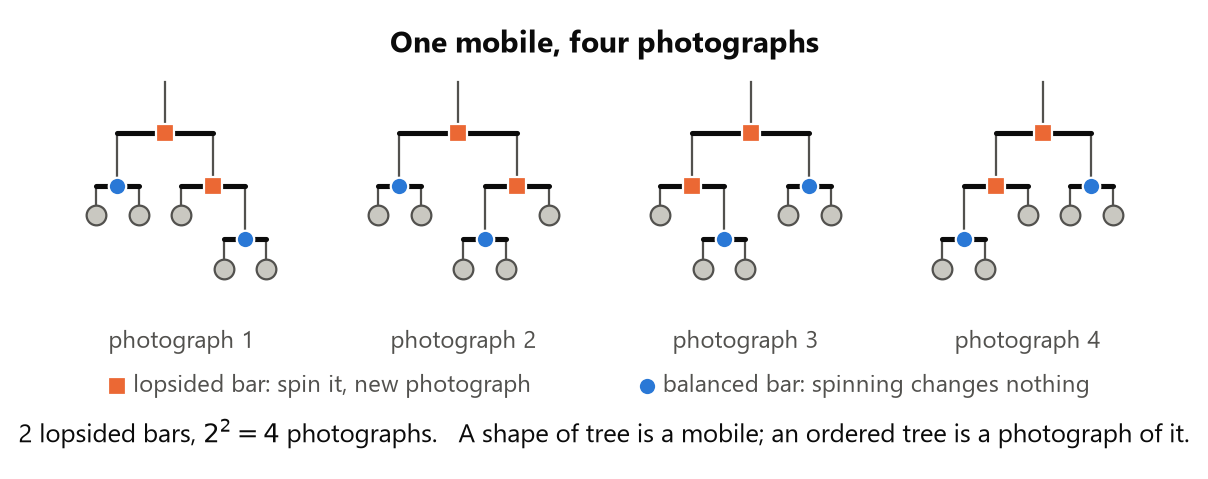 One mobile, four photographs
photograph 1
photograph 2
photograph 3
photograph 4
lopsided bar: spin it, new photograph
balanced bar: spinning changes nothing
2 lopsided bars, 2² = 4 photographs. A shape of tree is a mobile; an ordered tree is a photograph of it.